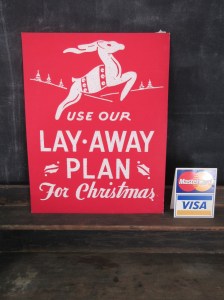 USE OUR
LAY·AWAY
PLAN
For Christmas
MasterCard
VISA